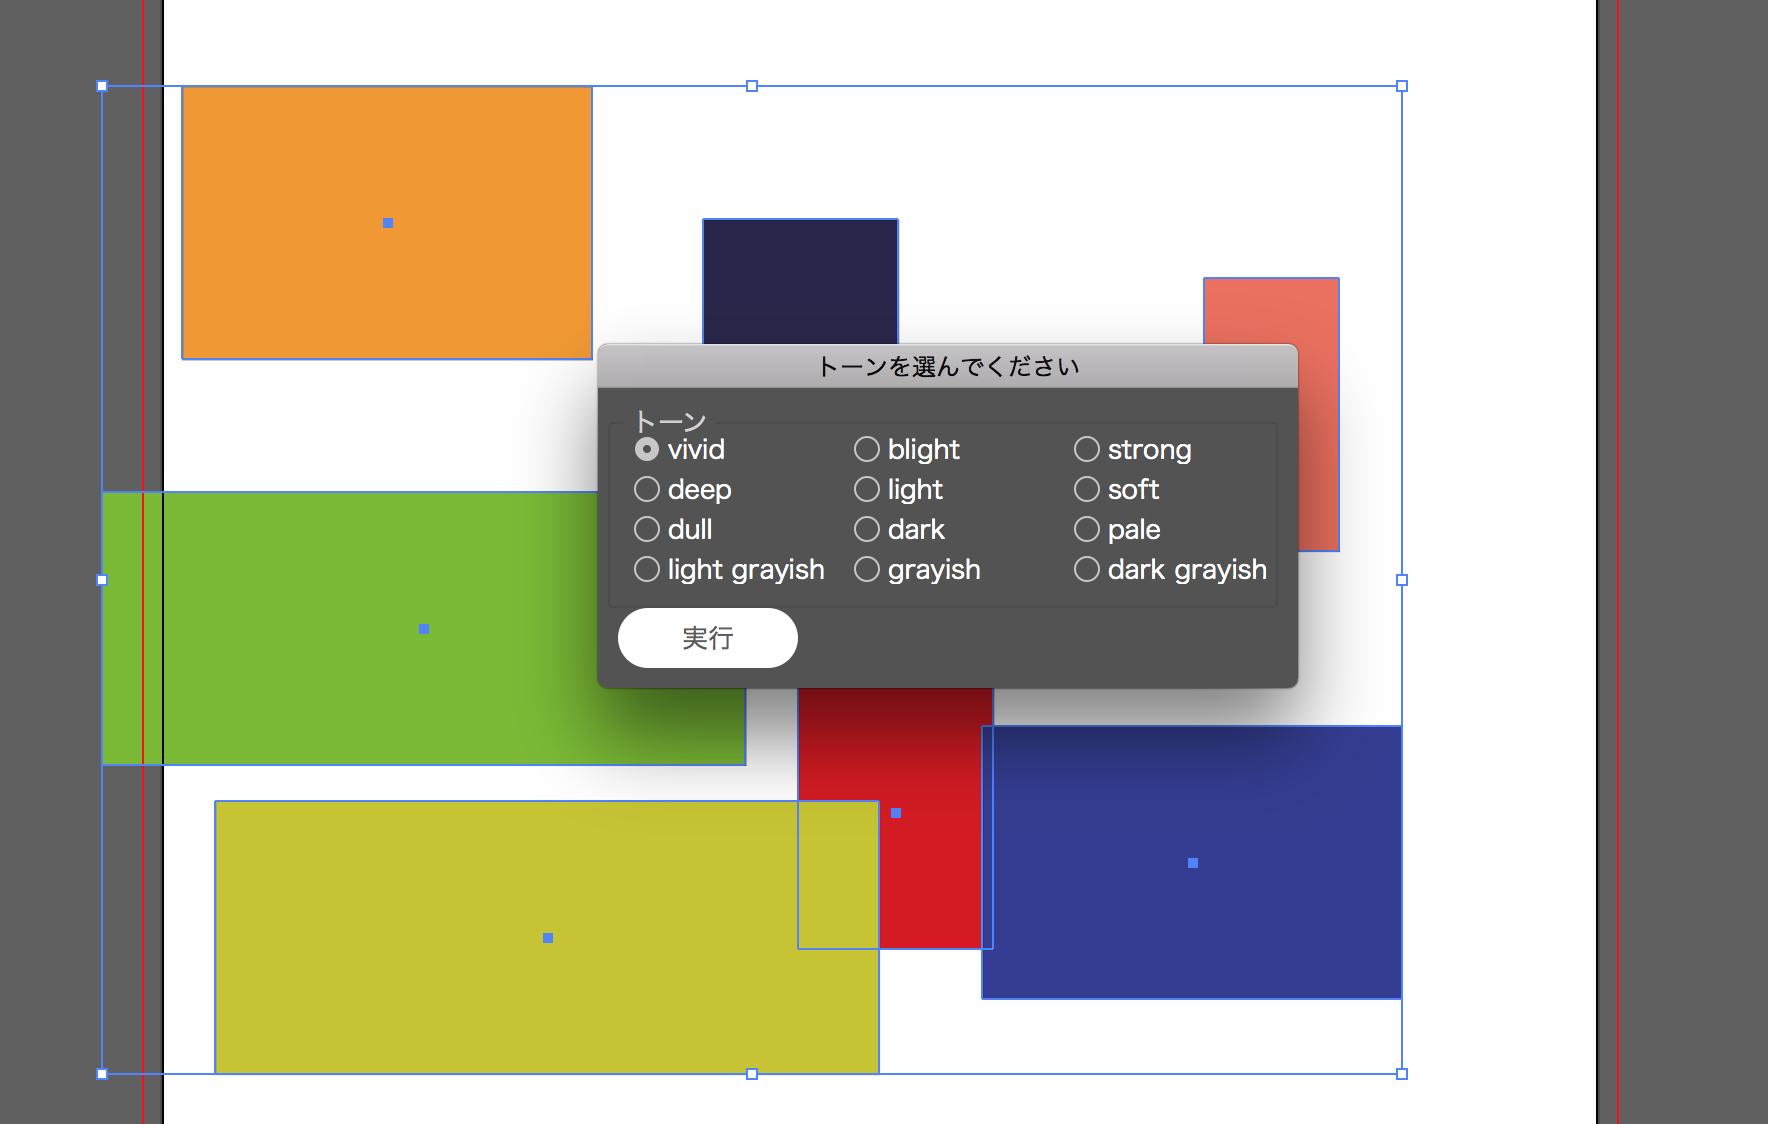 トーンを選んでください
トーン
vivid blight strong
deep light soft
dull dark pale
light grayish grayish dark grayish
実行